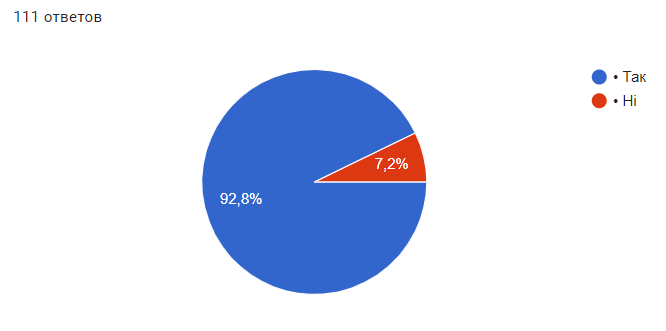 111 ответов
• Так
• Ні
7,2%
92,8%